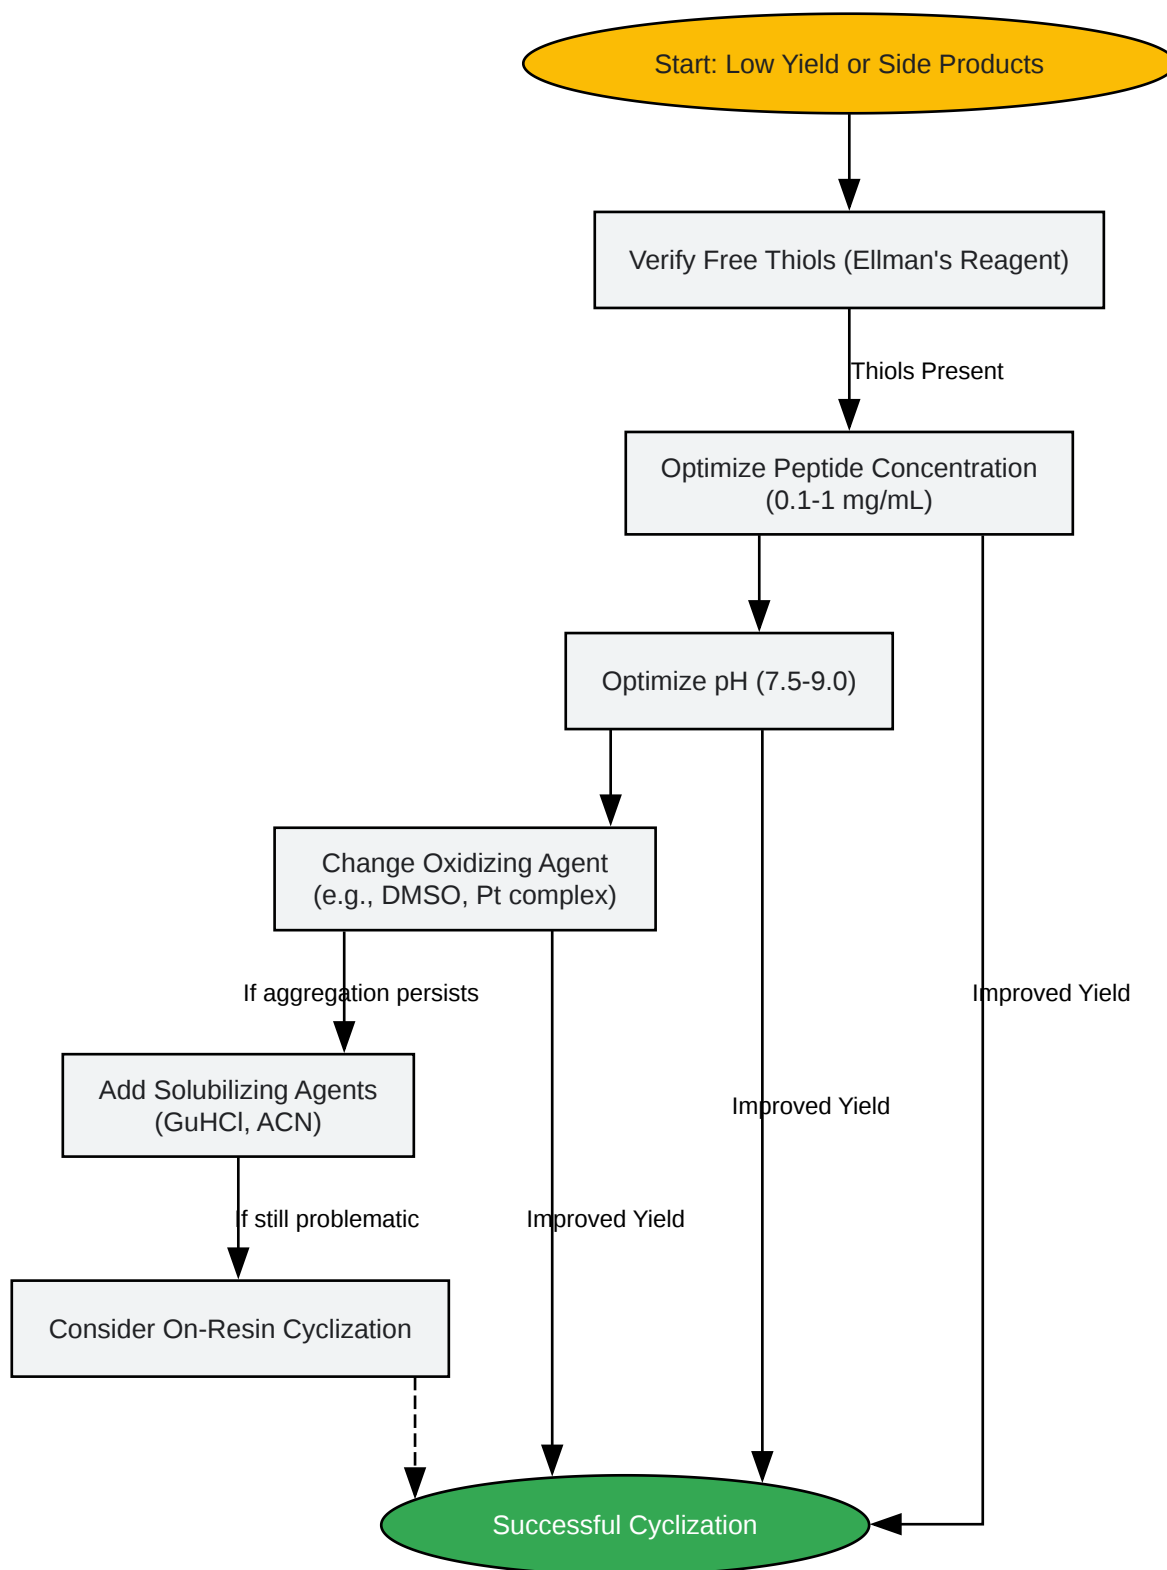 Start: Low Yield or Side Products
Verify Free Thiols (Ellman's Reagent)
Thiols Present
Optimize Peptide Concentration
(0.1-1 mg/mL)
Optimize pH (7.5-9.0)
Change Oxidizing Agent
(e.g., DMSO, Pt complex)
If aggregation persists
Improved Yield
Add Solubilizing Agents
(GuHCl, ACN)
Improved Yield
If still problematic
Improved Yield
Consider On-Resin Cyclization
Successful Cyclization